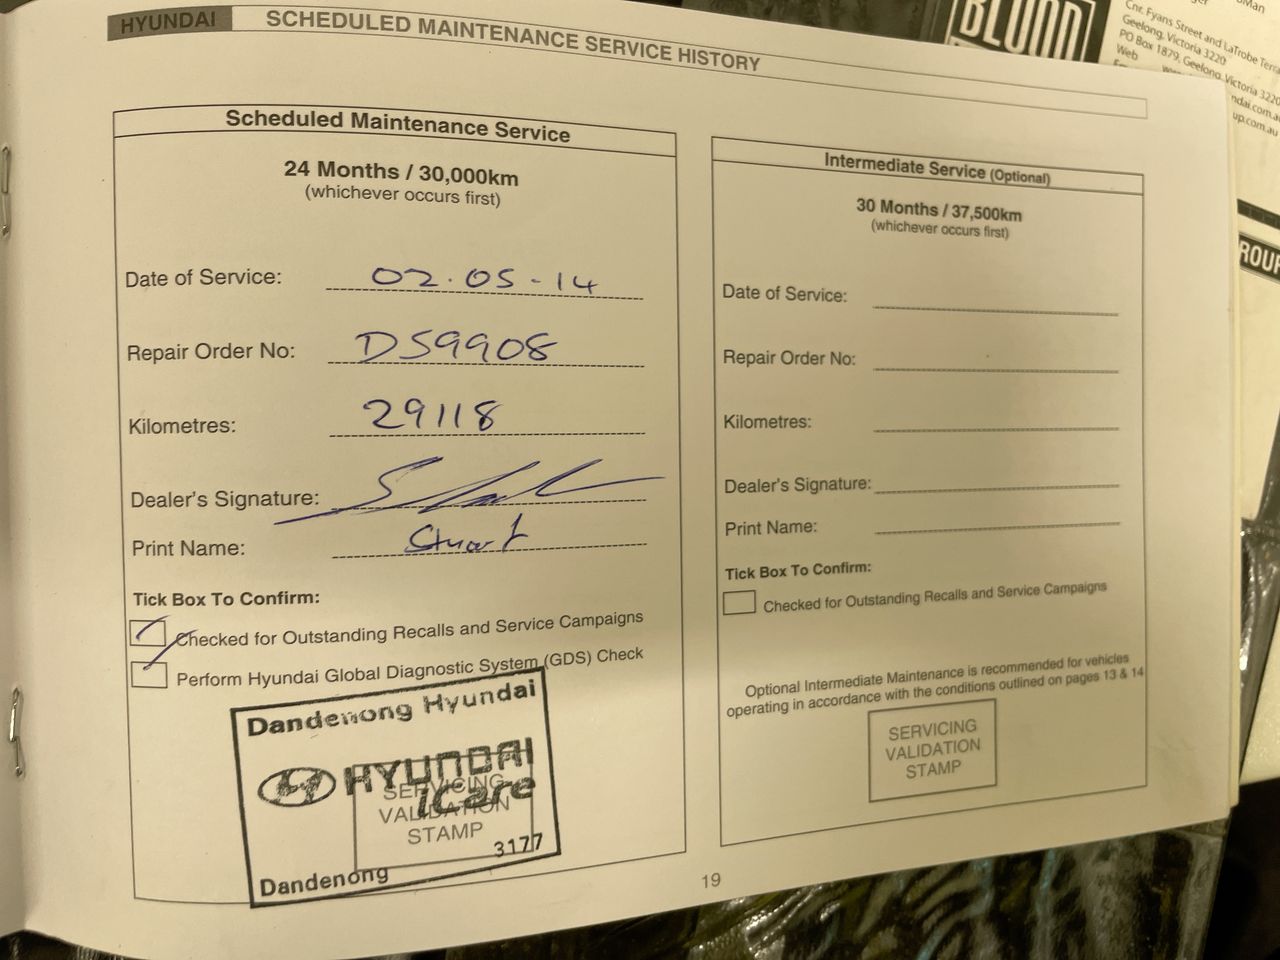 HYUNDAI SCHEDULED MAINTENANCE SERVICE HISTORY
Scheduled Maintenance Service
24 Months / 30,000km
(whichever occurs first)
Date of Service: 02.05-14
Repair Order No: DS9908
Kilometres: 29118
Dealer's Signature:
Print Name: Stuart
Tick Box To Confirm:
Checked for Outstanding Recalls and Service Campaigns
Perform Hyundai Global Diagnostic System (GDS) Check
Dandenong Hyundai
HYUNDAI
iCare
SERVICING
VALIDATION
STAMP
3177
Dandenong
Intermediate Service (Optional)
30 Months / 37,500km
(whichever occurs first)
Date of Service:
Repair Order No:
Kilometres:
Dealer's Signature:
Print Name:
Tick Box To Confirm:
Checked for Outstanding Recalls and Service Campaigns
Optional Intermediate Maintenance is recommended for vehicles
operating in accordance with the conditions outlined on pages 13 & 14
SERVICING
VALIDATION
STAMP
19
BLOOD
Cnr. Fyans Street and LaTrobe
Geelong, Victoria 3220
PO Box 1879, Geelong Victoria 3220
Web